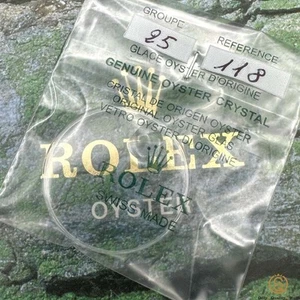 GROUPE REFERENCE
25 118
GLACE OYSTER D'ORIGINE
GENUINE OYSTER CRYSTAL
CRISTAL DE ORIGEN OYSTER
ORIGINAL OYSTER-GLAS
VETRO OYSTER D'ORIGINE
ROLEX
ROLEX
OYSTER
SWISS MADE